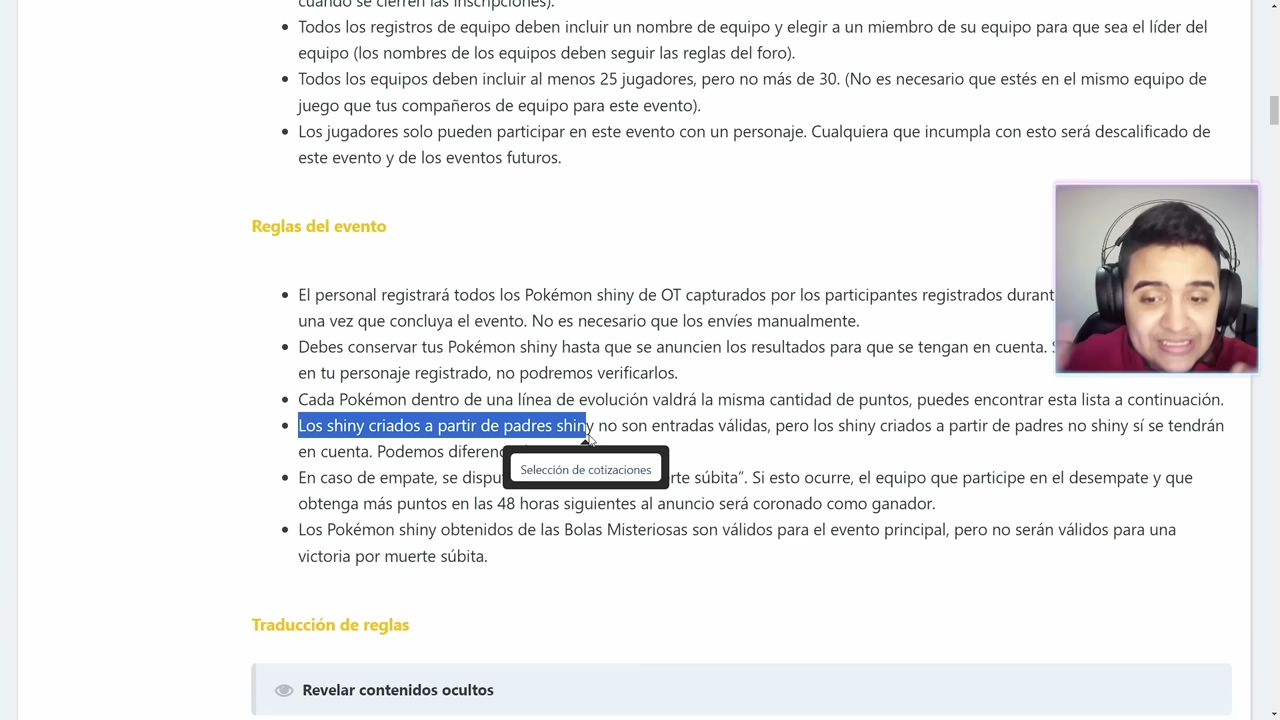 cuando se cierren las inscripciones).
Todos los registros de equipo deben incluir un nombre de equipo y elegir a un miembro de su equipo para que sea el líder del
equipo (los nombres de los equipos deben seguir las reglas del foro).
Todos los equipos deben incluir al menos 25 jugadores, pero no más de 30. (No es necesario que estés en el mismo equipo de
juego que tus compañeros de equipo para este evento).
Los jugadores solo pueden participar en este evento con un personaje. Cualquiera que incumpla con esto será descalificado de
este evento y de los eventos futuros.
Reglas del evento
El personal registrará todos los Pokémon shiny de OT capturados por los participantes registrados durant
una vez que concluya el evento. No es necesario que los envíes manualmente.
Debes conservar tus Pokémon shiny hasta que se anuncien los resultados para que se tengan en cuenta.
en tu personaje registrado, no podremos verificarlos.
Cada Pokémon dentro de una línea de evolución valdrá la misma cantidad de puntos, puedes encontrar esta lista a continuación.
Los shiny criados a partir de padres shiny no son entradas válidas, pero los shiny criados a partir de padres no shiny sí se tendrán
en cuenta. Podemos diferenc
Selección de cotizaciones
En caso de empate, se dispu rte súbita”. Si esto ocurre, el equipo que participe en el desempate y que
obtenga más puntos en las 48 horas siguientes al anuncio será coronado como ganador.
Los Pokémon shiny obtenidos de las Bolas Misteriosas son válidos para el evento principal, pero no serán válidos para una
victoria por muerte súbita.
Traducción de reglas
Revelar contenidos ocultos